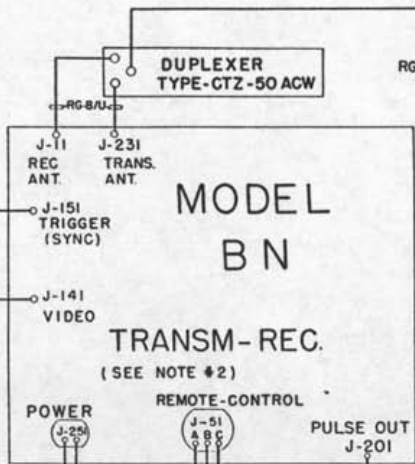 DUPLEXER
TYPE-CTZ-50 ACW
RG
RG-8/U
J-11 J-231
REC. TRANS.
ANT. ANT.
J-151
TRIGGER
(SYNC)
MODEL
BN
J-141
VIDEO
TRANSM-REC.
(SEE NOTE #2)
POWER
J-251
REMOTE-CONTROL
J-51
A B C
PULSE OUT
J-201